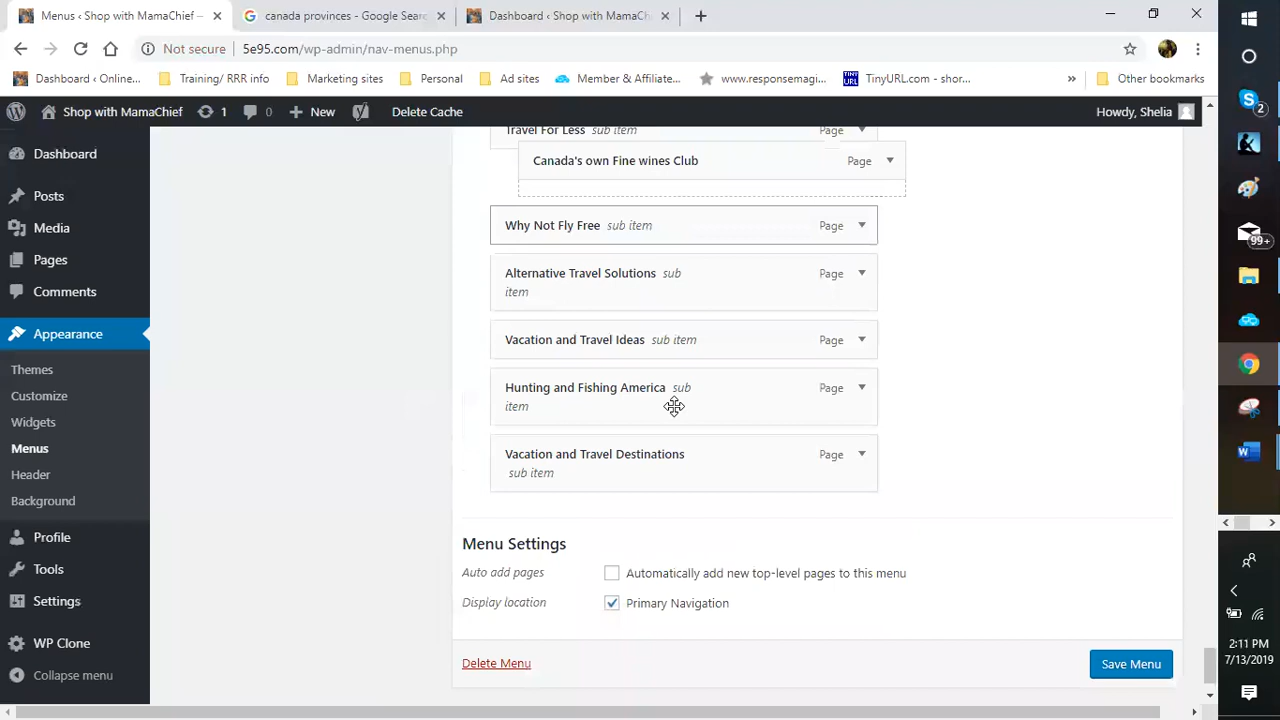 Menus ‹ Shop with MamaChief –
canada provinces - Google Sear
Dashboard ‹ Shop with MamaCh
Not secure
5e95.com/wp-admin/nav-menus.php
Dashboard ‹ Online...
Training/ RRR info
Marketing sites
Personal
Ad sites
Member & Affiliate...
www.responsemagi...
TINY URL
TinyURL.com - shor...
»
Other bookmarks
Shop with MamaChief
1
0
New
Delete Cache
Howdy, Shelia
Dashboard
Posts
Media
Pages
Comments
Appearance
Themes
Customize
Widgets
Menus
Header
Background
Profile
Tools
Settings
WP Clone
Collapse menu
Travel For Less sub item
Page
Canada's own Fine wines Club
Page
Why Not Fly Free sub item
Page
Alternative Travel Solutions sub
item
Page
Vacation and Travel Ideas sub item
Page
Hunting and Fishing America sub
item
Page
Vacation and Travel Destinations
sub item
Page
Menu Settings
Auto add pages
Automatically add new top-level pages to this menu
Display location
Primary Navigation
Delete Menu
Save Menu
2
99+
2:11 PM
7/13/2019